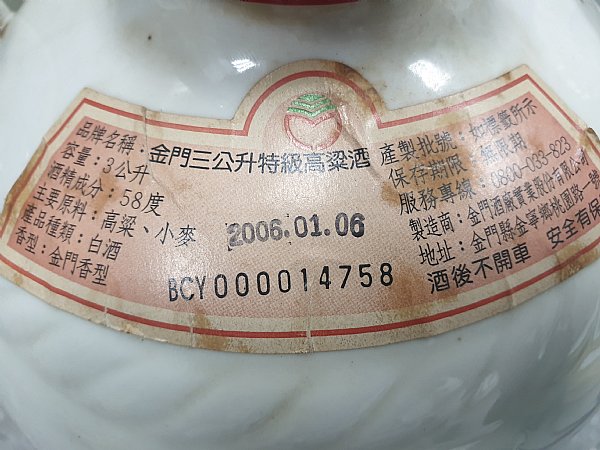 品牌名稱：金門三公升特級高粱酒
容量：3公升
酒精成分：58度
主要原料：高粱、小麥
產品種類：白酒
香型：金門香型
2006.01.06
BCY000014758
產製批號：如標籤所示
保存期限：無限期
服務專線：0800-033-823
製造商：金門酒廠實業股份有限公司
地址：金門縣金寧鄉桃園路一號
酒後不開車 安全有保